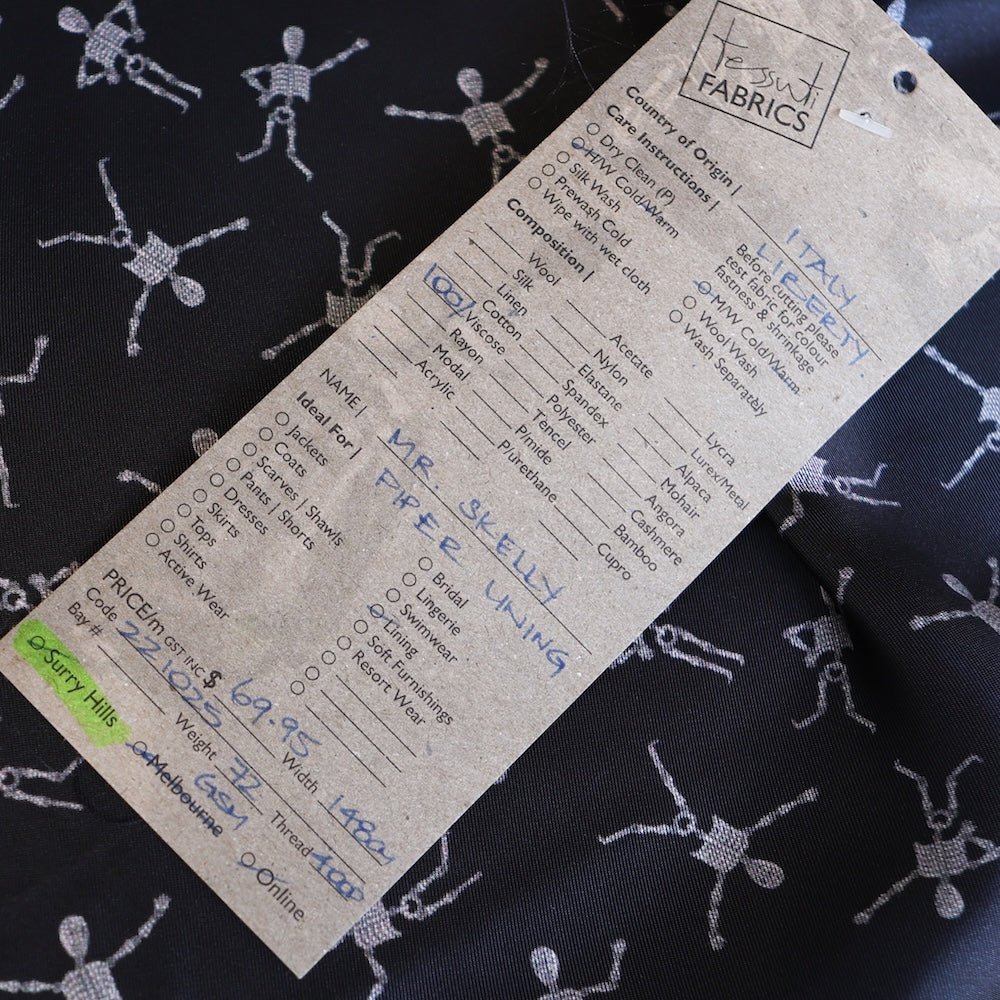 tessuti
FABRICS
Country of Origin | ITALY
LIBERTY.
Care Instructions |
Dry Clean (P)
H/W Cold/Warm
Silk Wash
Prewash Cold
Wipe with wet cloth
Before cutting please
test fabric for colour
fastness & shrinkage
M/W Cold/Warm
Wool Wash
Wash Separately
Composition |
Wool
Silk
Linen
Cotton
100/ Viscose
Rayon
Modal
Acrylic
Acetate
Nylon
Elastane
Spandex
Polyester
Tencel
P/mide
P/urethane
Lycra
Lurex/Metal
Alpaca
Mohair
Angora
Cashmere
Bamboo
Cupro
NAME | MR. SKELLY
PIPER LINING
Ideal For |
Jackets
Coats
Scarves | Shawls
Pants | Shorts
Dresses
Skirts
Tops
Shirts
Active Wear
Bridal
Lingerie
Swimwear
Lining
Soft Furnishings
Resort Wear
PRICE/m GST INC $ 69.95
Code 221025 Width 148cm
Bay # Weight 72 GSM Thread 1000
Surry Hills
Melbourne
Online